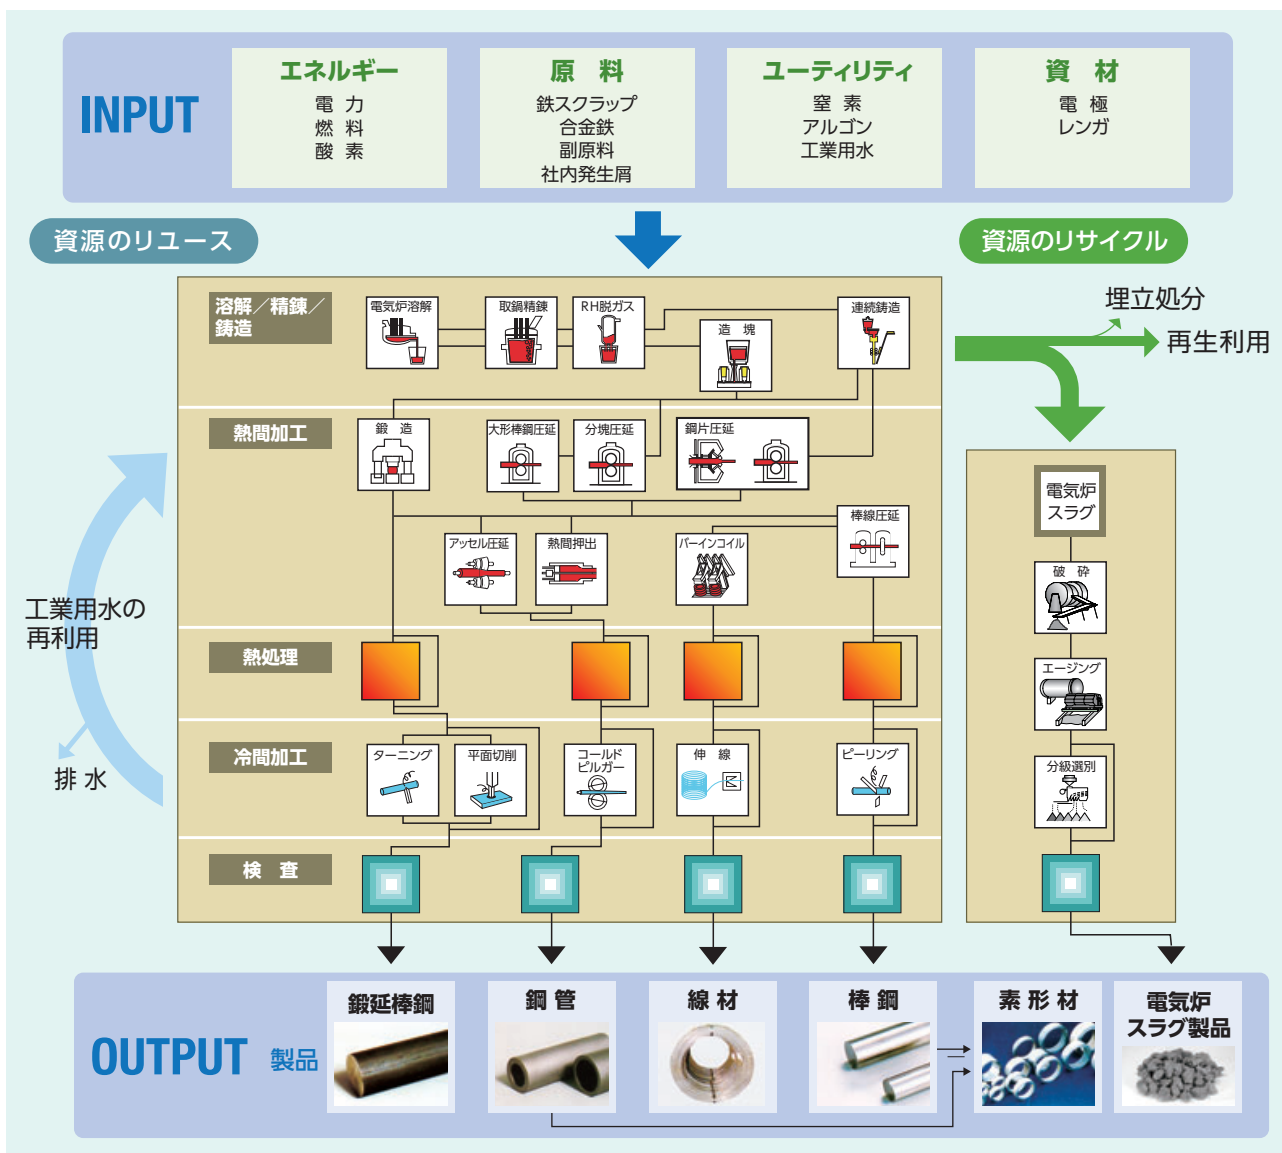 INPUT
エネルギー
電 力
燃 料
酸 素
原 料
鉄スクラップ
合金鉄
副原料
社内発生屑
ユーティリティ
窒 素
アルゴン
工業用水
資 材
電 極
レンガ
資源のリユース
資源のリサイクル
埋立処分
再生利用
溶解／精錬／
鋳造
電気炉溶解
取鍋精錬
RH脱ガス
造 塊
連続鋳造
熱間加工
鍛 造
大形棒鋼圧延
分塊圧延
鋼片圧延
アッセル圧延
熱間押出
バーインコイル
棒線圧延
熱処理
冷間加工
ターニング
平面切削
コールド
ピルガー
伸 線
ピーリング
検 査
工業用水の
再利用
排 水
電気炉
スラグ
破 砕
エージング
分級選別
OUTPUT 製品
鍛延棒鋼
鋼 管
線 材
棒 鋼
素 形 材
電気炉
スラグ製品